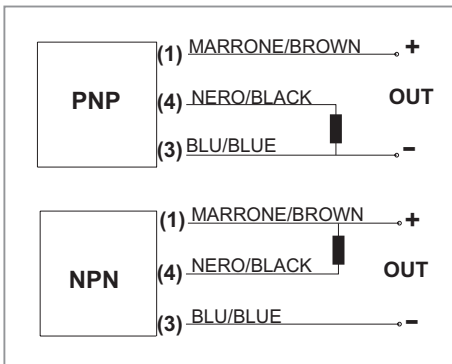 (1) MARRONE/BROWN +
PNP (4) NERO/BLACK OUT
(3) BLU/BLUE -
(1) MARRONE/BROWN +
NPN (4) NERO/BLACK OUT
(3) BLU/BLUE -